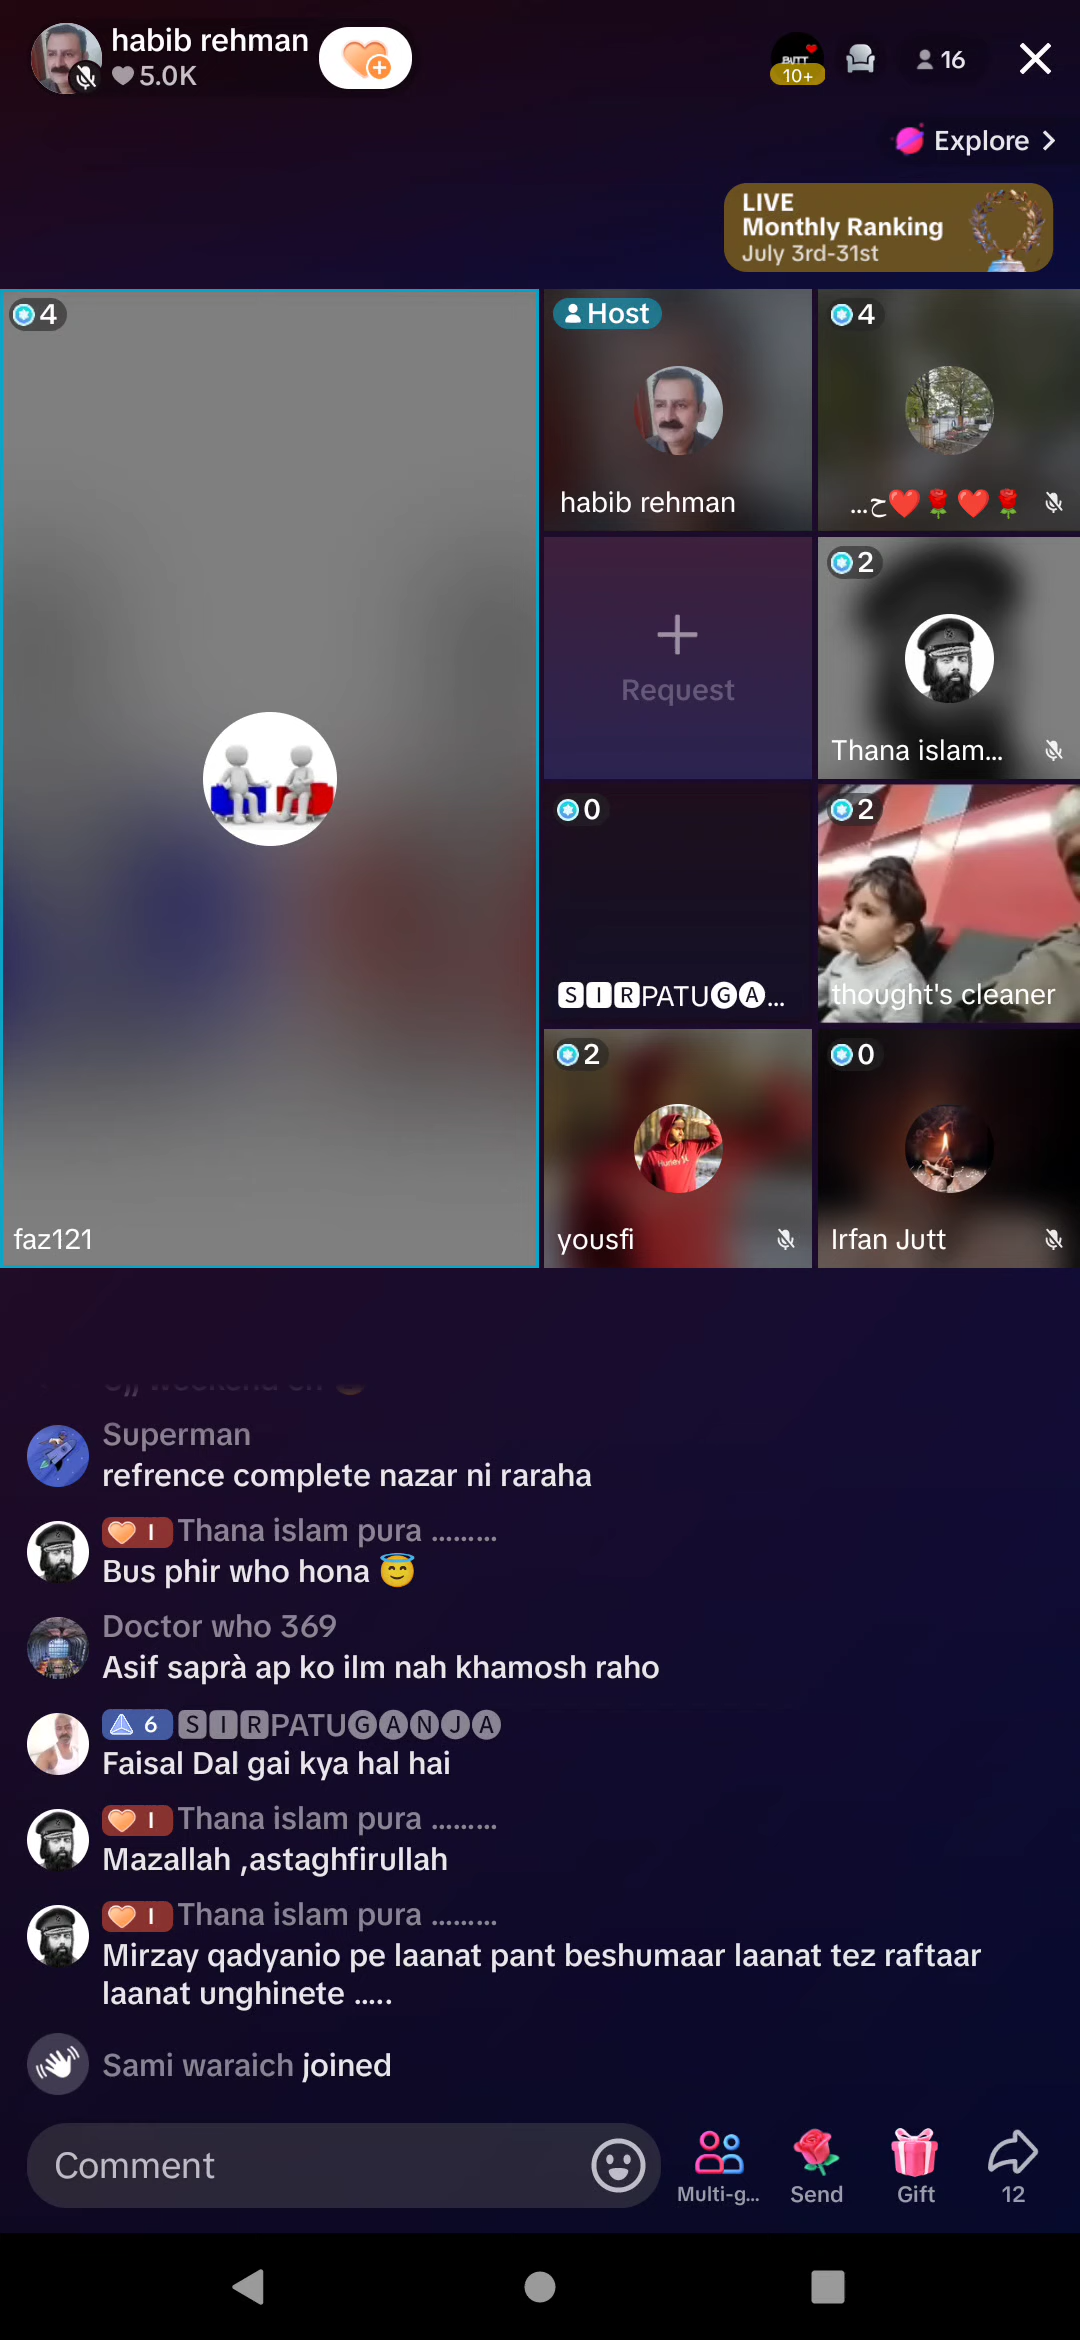 habib rehman
5.0K
BUTT
10+
16
Explore
LIVE
Monthly Ranking
July 3rd-31st
4
Host
4
habib rehman
...ح❤️🌹❤️🌹
2
Request
Thana islam...
0
2
🆂🅸🆁PATU🅖🅐...
thought's cleaner
2
0
faz121
yousfi
Irfan Jutt
Superman
refrence complete nazar ni raraha
I Thana islam pura .........
Bus phir who hona 😇
Doctor who 369
Asif saprà ap ko ilm nah khamosh raho
6 🆂🅸🆁PATU🅖🅐🅝🅙🅐
Faisal Dal gai kya hal hai
I Thana islam pura .........
Mazallah ,astaghfirullah
I Thana islam pura .........
Mirzay qadyanio pe laanat pant beshumaar laanat tez raftaar
laanat unghinete .....
Sami waraich joined
Comment
Multi-g...
Send
Gift
12